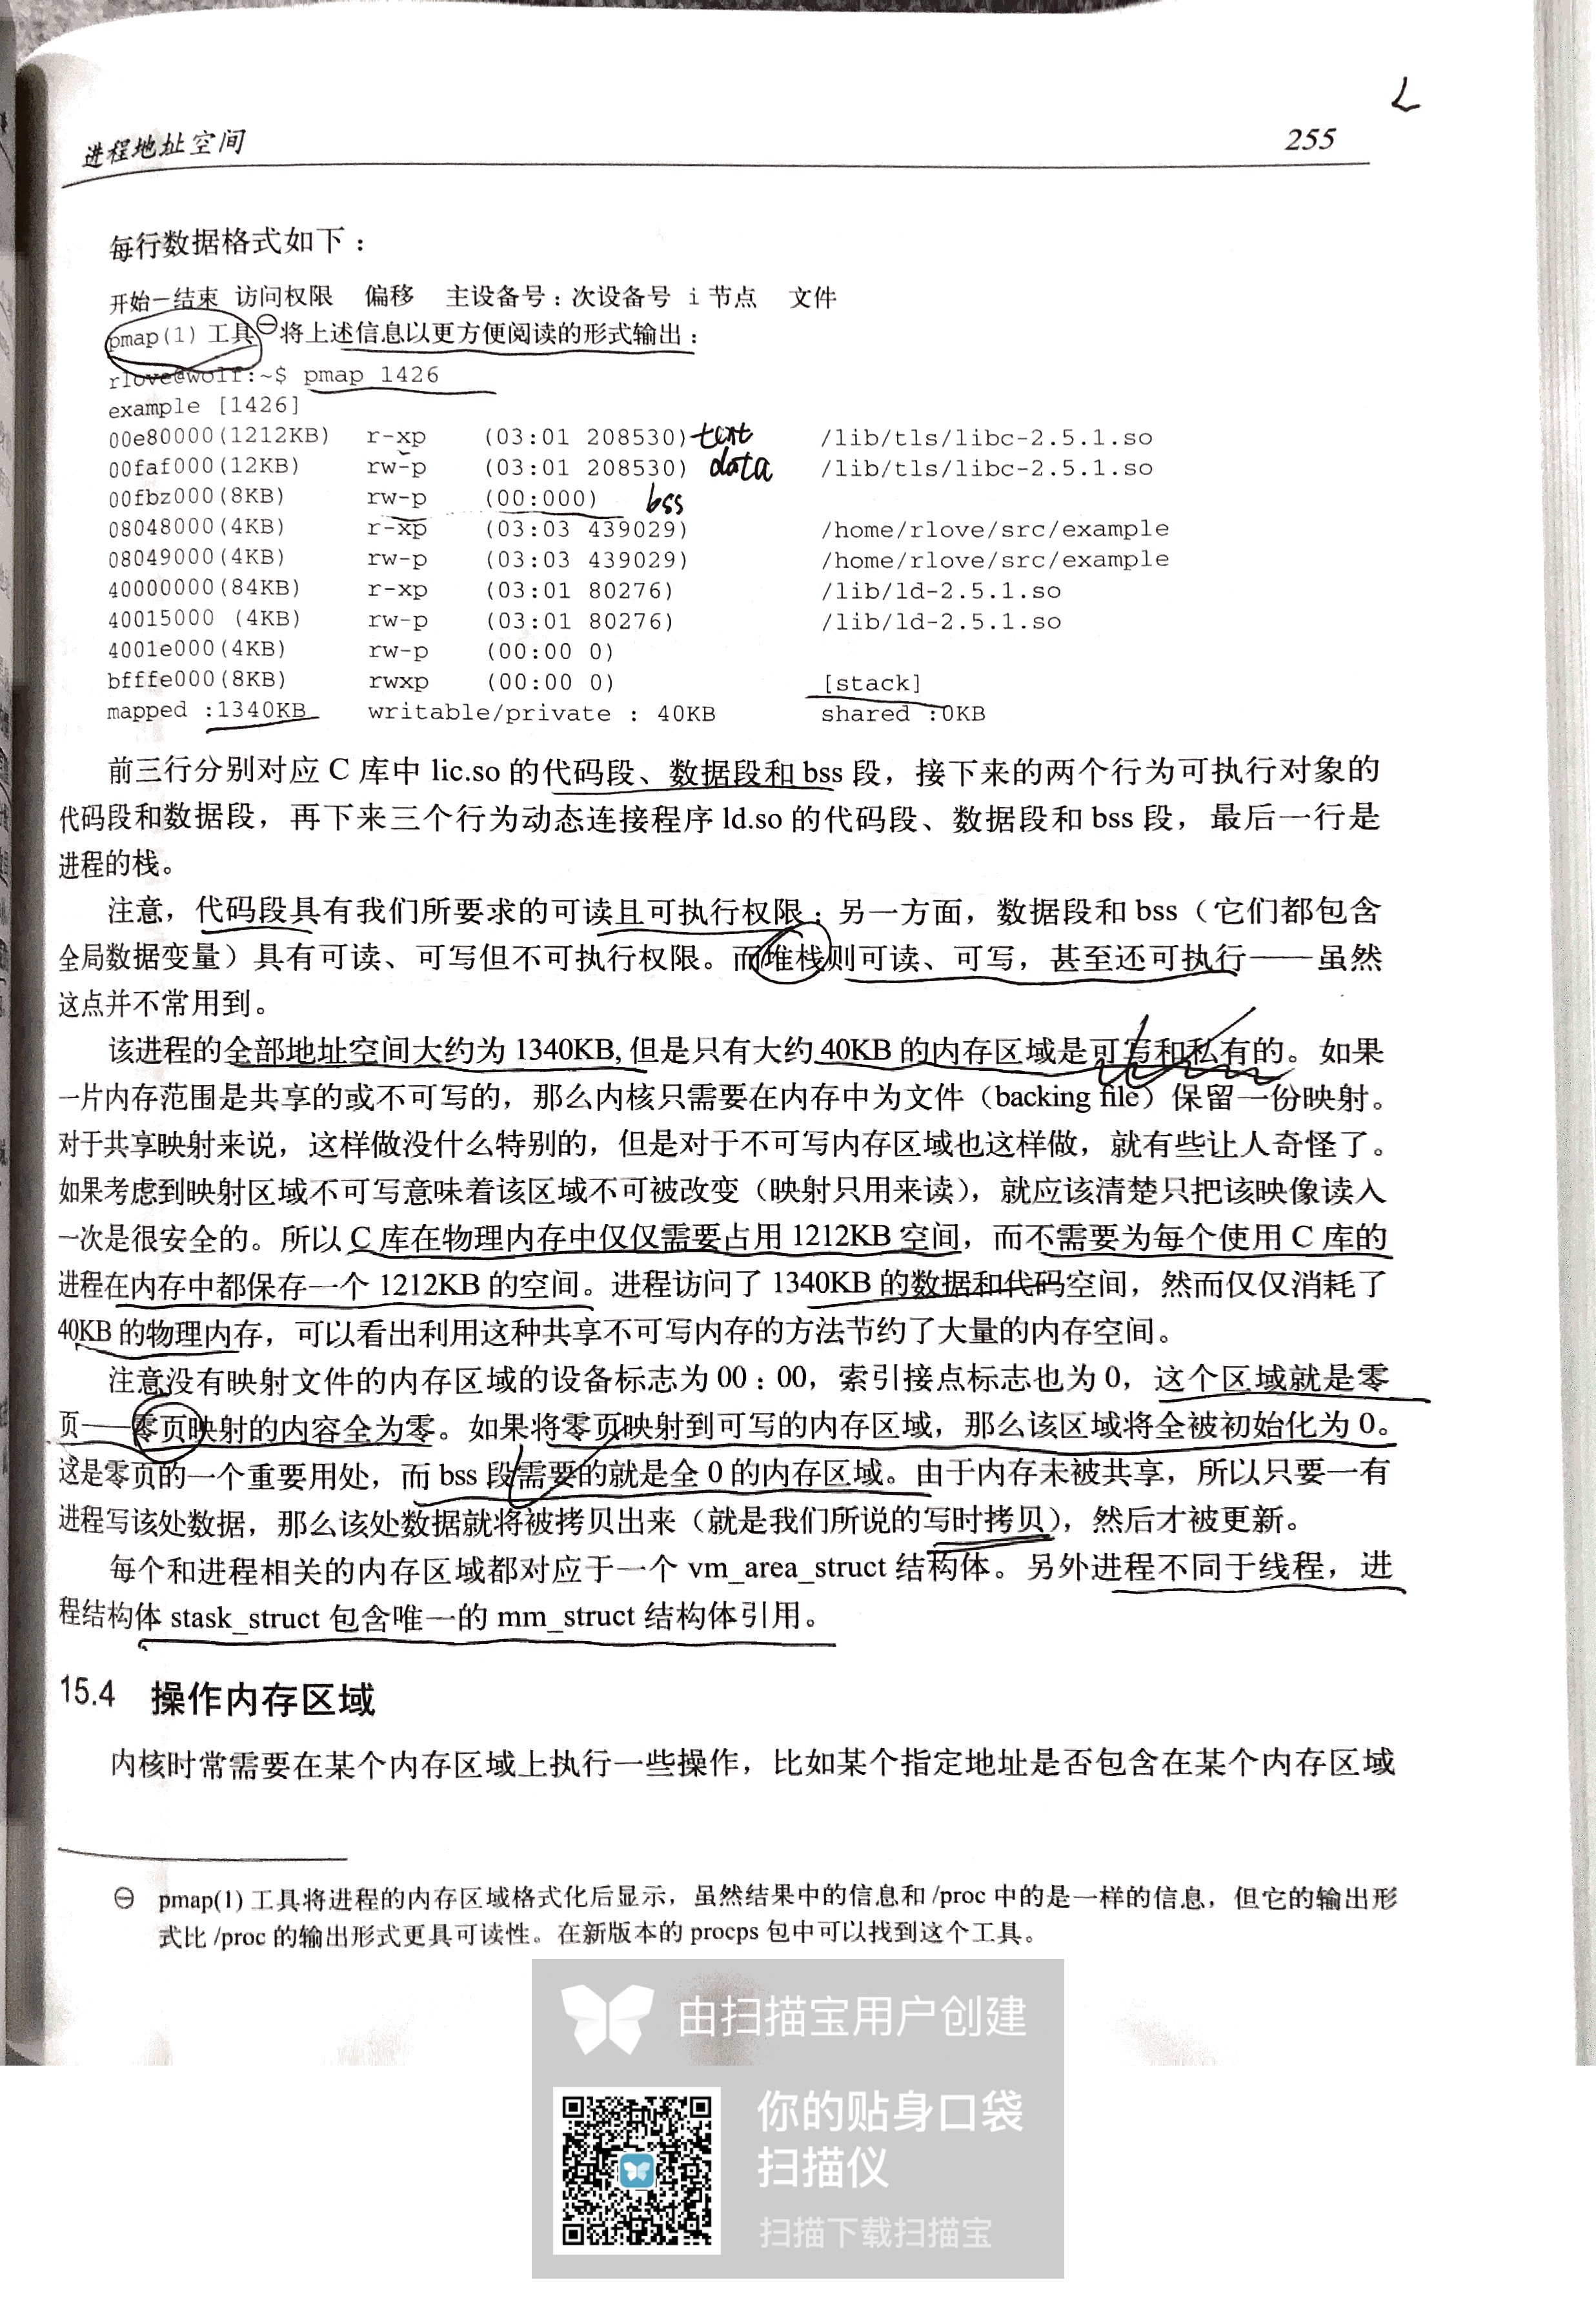 进程地址空间 255
每行数据格式如下：
开始－结束 访问权限 偏移 主设备号：次设备号 i 节点 文件
pmap(1) 工具㊀将上述信息以更方便阅读的形式输出：
rlove@wolf:~$ pmap 1426
example [1426]
00e80000(1212KB) r-xp (03:01 208530) text /lib/tls/libc-2.5.1.so
00faf000(12KB) rw-p (03:01 208530) data /lib/tls/libc-2.5.1.so
00fbz000(8KB) rw-p (00:000) bss
08048000(4KB) r-xp (03:03 439029) /home/rlove/src/example
08049000(4KB) rw-p (03:03 439029) /home/rlove/src/example
40000000(84KB) r-xp (03:01 80276) /lib/ld-2.5.1.so
40015000 (4KB) rw-p (03:01 80276) /lib/ld-2.5.1.so
4001e000(4KB) rw-p (00:00 0)
bfffe000(8KB) rwxp (00:00 0) [stack]
mapped :1340KB writable/private : 40KB shared :0KB
前三行分别对应 C 库中 lic.so 的代码段、数据段和 bss 段，接下来的两个行为可执行对象的
代码段和数据段，再下来三个行为动态连接程序 ld.so 的代码段、数据段和 bss 段，最后一行是
进程的栈。
注意，代码段具有我们所要求的可读且可执行权限；另一方面，数据段和 bss（它们都包含
全局数据变量）具有可读、可写但不可执行权限。而堆栈则可读、可写，甚至还可执行——虽然
这点并不常用到。
该进程的全部地址空间大约为 1340KB, 但是只有大约 40KB 的内存区域是可写和私有的。如果
一片内存范围是共享的或不可写的，那么内核只需要在内存中为文件（backing file）保留一份映射。
对于共享映射来说，这样做没什么特别的，但是对于不可写内存区域也这样做，就有些让人奇怪了。
如果考虑到映射区域不可写意味着该区域不可被改变（映射只用来读），就应该清楚只把该映像读入
一次是很安全的。所以 C 库在物理内存中仅仅需要占用 1212KB 空间，而不需要为每个使用 C 库的
进程在内存中都保存一个 1212KB 的空间。进程访问了 1340KB 的数据和代码空间，然而仅仅消耗了
40KB 的物理内存，可以看出利用这种共享不可写内存的方法节约了大量的内存空间。
注意没有映射文件的内存区域的设备标志为 00：00，索引接点标志也为 0，这个区域就是零
页——零页映射的内容全为零。如果将零页映射到可写的内存区域，那么该区域将全被初始化为 0。
这是零页的一个重要用处，而 bss 段需要的就是全 0 的内存区域。由于内存未被共享，所以只要一有
进程写该处数据，那么该处数据就将被拷贝出来（就是我们所说的写时拷贝），然后才被更新。
每个和进程相关的内存区域都对应于一个 vm_area_struct 结构体。另外进程不同于线程，进
程结构体 stask_struct 包含唯一的 mm_struct 结构体引用。
15.4 操作内存区域
内核时常需要在某个内存区域上执行一些操作，比如某个指定地址是否包含在某个内存区域
㊀ pmap(1) 工具将进程的内存区域格式化后显示，虽然结果中的信息和 /proc 中的是一样的信息，但它的输出形
式比 /proc 的输出形式更具可读性。在新版本的 procps 包中可以找到这个工具。
由扫描宝用户创建
你的贴身口袋
扫描仪
扫描下载扫描宝